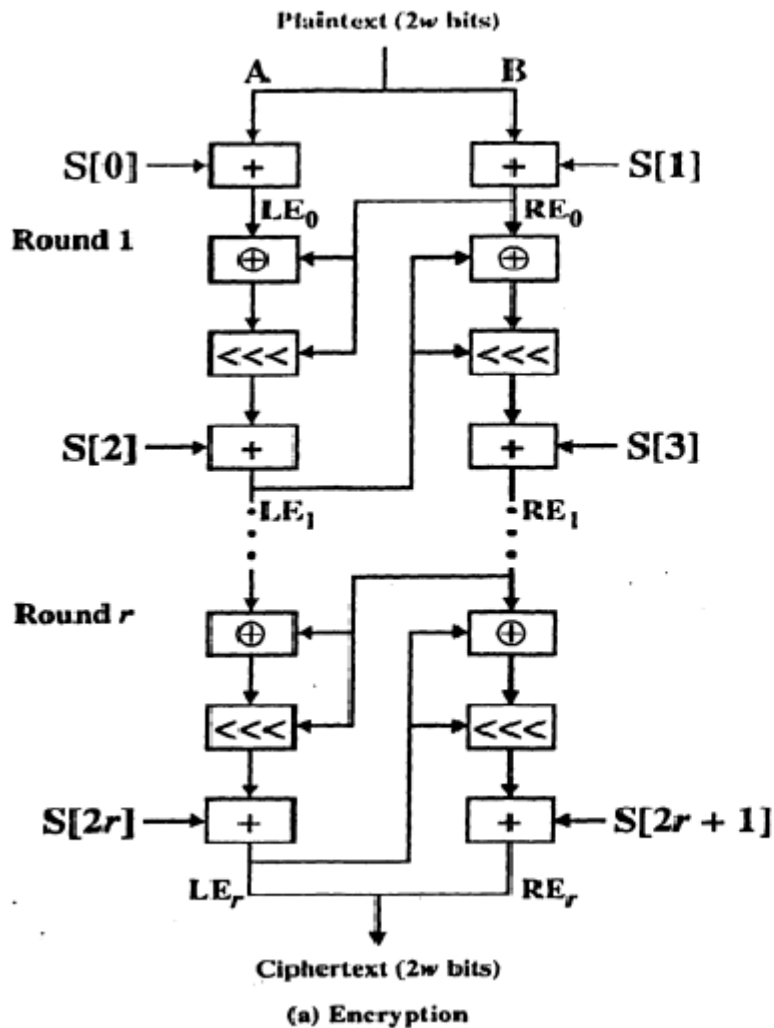 Plaintext (2w bits)
A B
S[0] + + S[1]
LE0 RE0
Round 1
⊕ ⊕
<<< <<<
S[2] + + S[3]
LE1 RE1
Round r
⊕ ⊕
<<< <<<
S[2r] + + S[2r + 1]
LEr REr
Ciphertext (2w bits)
(a) Encryption